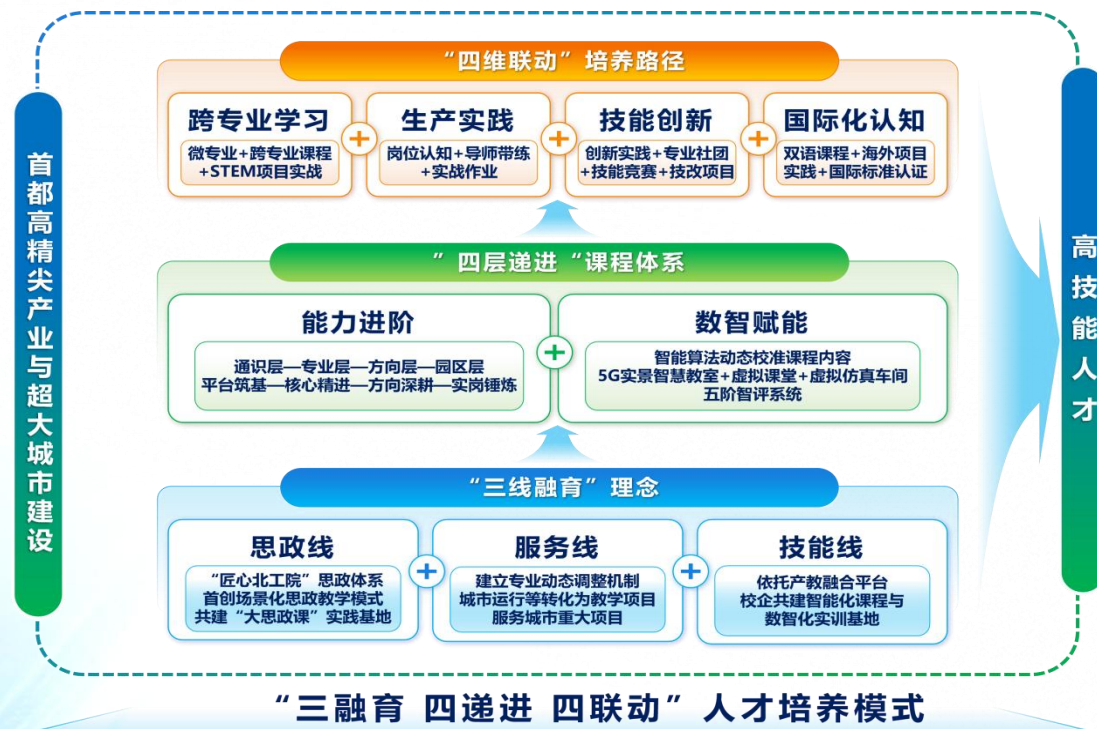 首都高精尖产业与超大城市建设
“四维联动”培养路径
跨专业学习
微专业+跨专业课程
+STEM项目实战
+
生产实践
岗位认知+导师带练
+实战作业
+
技能创新
创新实践+专业社团
+技能竞赛+技改项目
+
国际化认知
双语课程+海外项目
实践+国际标准认证
”四层递进“课程体系
能力进阶
通识层—专业层—方向层—园区层
平台筑基—核心精进—方向深耕—实岗锤炼
+
数智赋能
智能算法动态校准课程内容
5G实景智慧教室+虚拟课堂+虚拟仿真车间
五阶智评系统
“三线融育”理念
思政线
“匠心北工院”思政体系
首创场景化思政教学模式
共建“大思政课”实践基地
+
服务线
建立专业动态调整机制
城市运行等转化为教学项目
服务城市重大项目
+
技能线
依托产教融合平台
校企共建智能化课程与
数智化实训基地
高技能人才
“三融育 四递进 四联动”人才培养模式